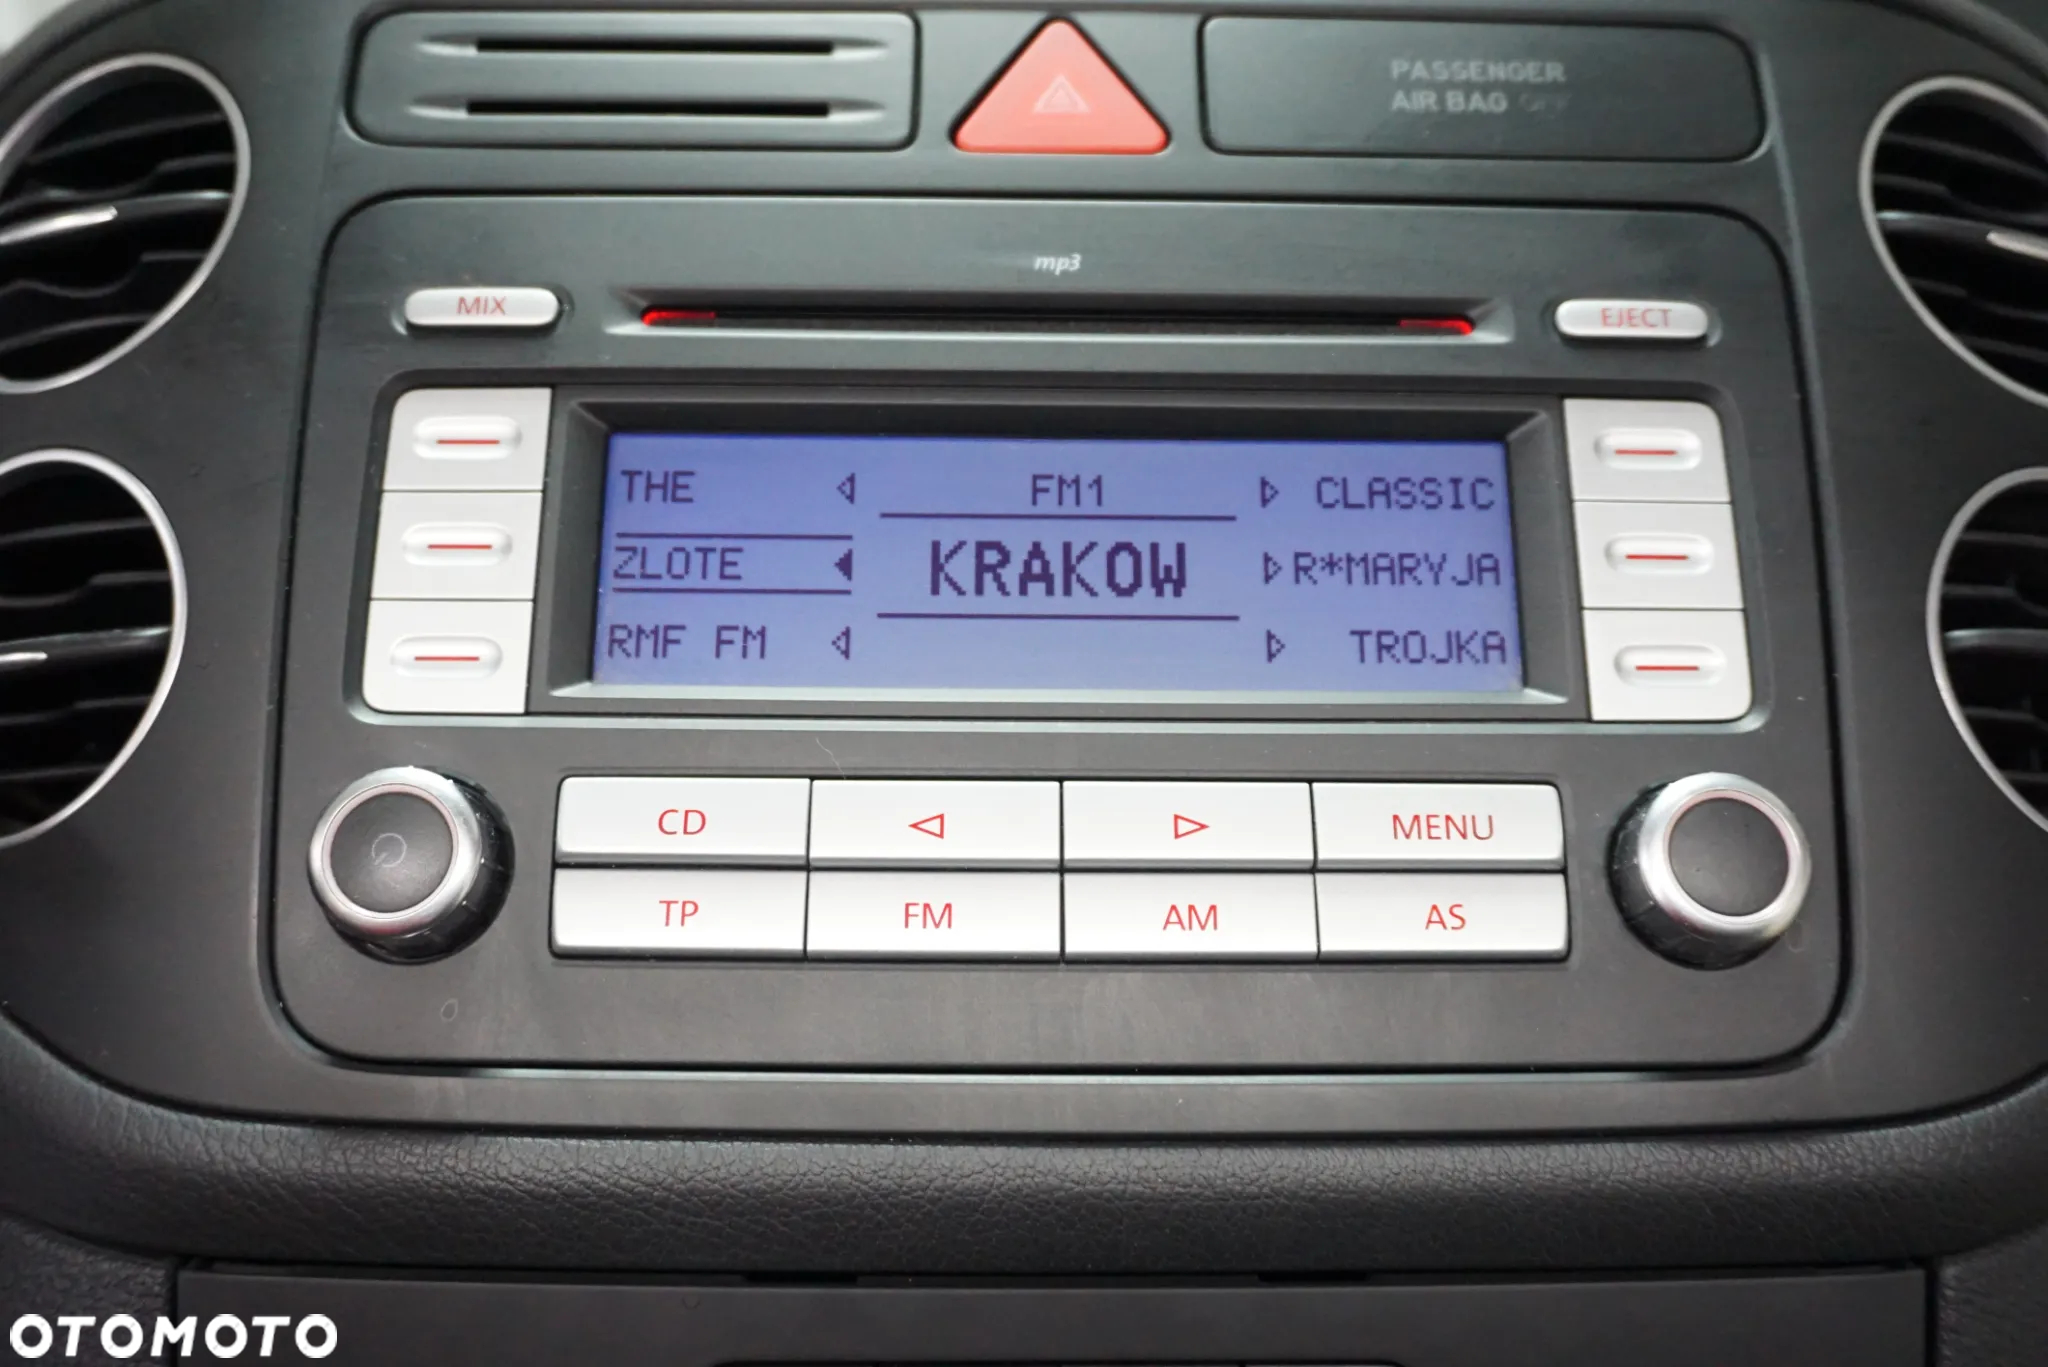 PASSENGER
AIR BAG OFF
mp3
MIX
EJECT
THE
FM1
CLASSIC
ZLOTE
KRAKOW
R*MARYJA
RMF FM
TROJKA
CD
MENU
TP
FM
AM
AS
OTOMOTO